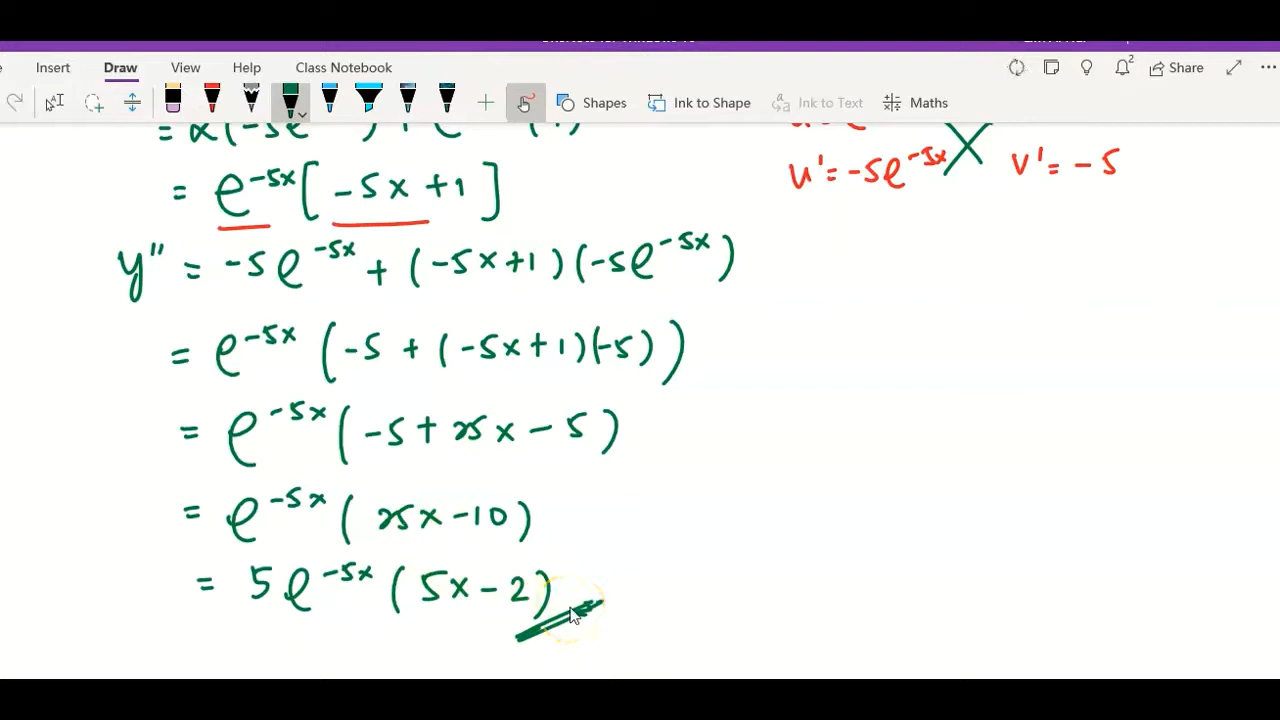 Insert Draw View Help Class Notebook Share
Shapes Ink to Shape Ink to Text Maths
= e^-5x [ -5x + 1 ]
u' = -5e^-5x v' = -5
y'' = -5e^-5x + (-5x+1)(-5e^-5x)
= e^-5x (-5 + (-5x+1)(-5))
= e^-5x (-5 + 25x - 5)
= e^-5x (25x - 10)
= 5e^-5x (5x - 2)